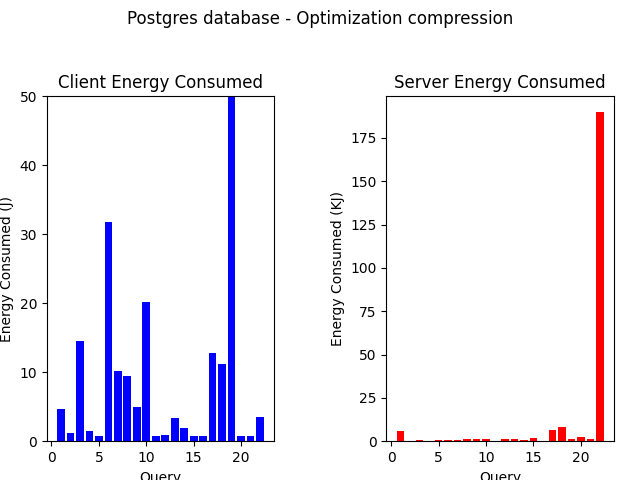 Postgres database - Optimization compression
Client Energy Consumed
Energy Consumed (J)
50
40
30
20
10
0
0 5 10 15 20
Query
Server Energy Consumed
Energy Consumed (KJ)
175
150
125
100
75
50
25
0
0 5 10 15 20
Query